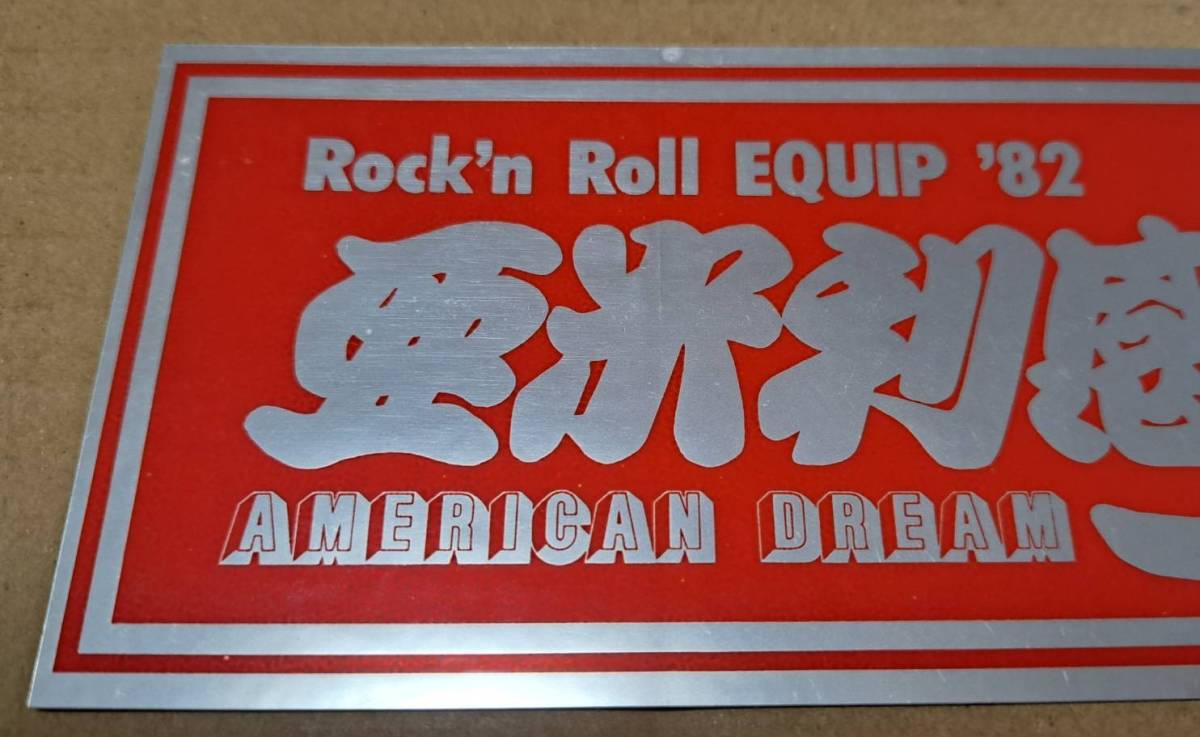 Rock'n Roll EQUIP '82
亜米利
AMERICAN DREAM